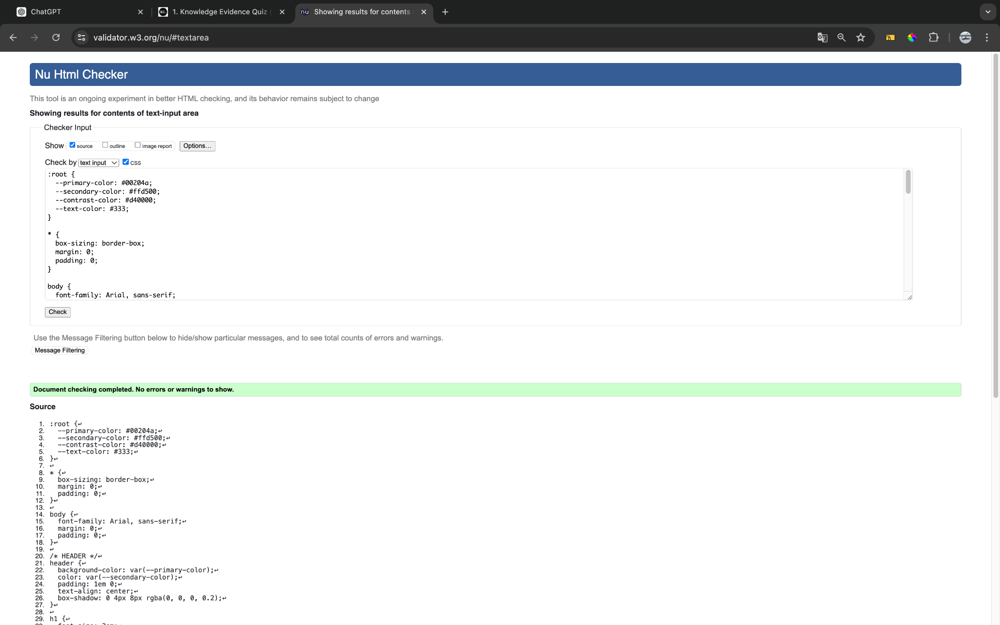 ChatGPT
1. Knowledge Evidence Quiz
Showing results for contents
validator.w3.org/nu/#textarea
Nu Html Checker
This tool is an ongoing experiment in better HTML checking, and its behavior remains subject to change
Showing results for contents of text-input area
Checker Input
Show source outline image report Options...
Check by text input CSS
:root {
--primary-color: #00204a;
--secondary-color: #ffd500;
--contrast-color: #d40000;
--text-color: #333;
}
* {
box-sizing: border-box;
margin: 0;
padding: 0;
}
body {
font-family: Arial, sans-serif;
Check
Use the Message Filtering button below to hide/show particular messages, and to see total counts of errors and warnings.
Message Filtering
Document checking completed. No errors or warnings to show.
Source
1. :root {↩
2. --primary-color: #00204a;↩
3. --secondary-color: #ffd500;↩
4. --contrast-color: #d40000;↩
5. --text-color: #333;↩
6. }↩
7. ↩
8. * {↩
9. box-sizing: border-box;↩
10. margin: 0;↩
11. padding: 0;↩
12. }↩
13. ↩
14. body {↩
15. font-family: Arial, sans-serif;↩
16. margin: 0;↩
17. padding: 0;↩
18. }↩
19. ↩
20. /* HEADER */↩
21. header {↩
22. background-color: var(--primary-color);↩
23. color: var(--secondary-color);↩
24. padding: 1em 0;↩
25. text-align: center;↩
26. box-shadow: 0 4px 8px rgba(0, 0, 0, 0.2);↩
27. }↩
28. ↩
29. h1 {↩